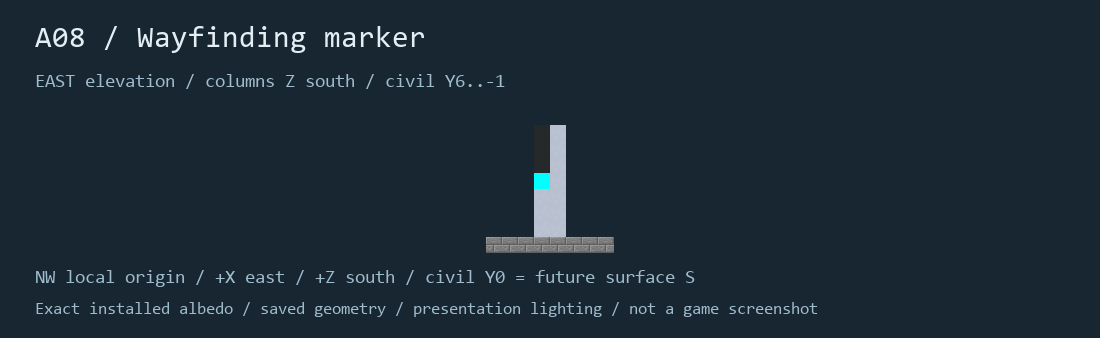 A08 / Wayfinding marker
EAST elevation / columns Z south / civil Y6..-1
NW local origin / +X east / +Z south / civil Y0 = future surface S
Exact installed albedo / saved geometry / presentation lighting / not a game screenshot